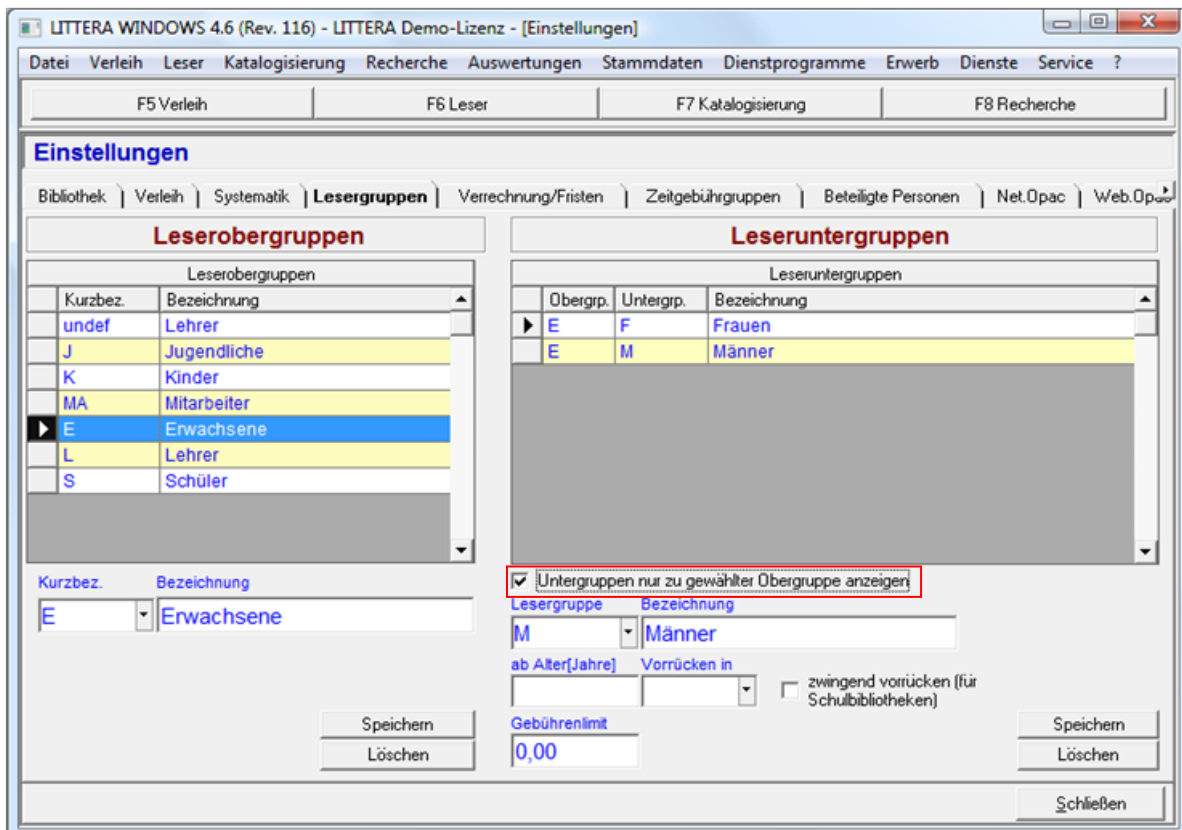 LITTERA WINDOWS 4.6 (Rev. 116) - LITTERA Demo-Lizenz - [Einstellungen]
Datei Verleih Leser Katalogisierung Recherche Auswertungen Stammdaten Dienstprogramme Erwerb Dienste Service ?
F5 Verleih F6 Leser F7 Katalogisierung F8 Recherche
Einstellungen
Bibliothek Verleih Systematik Lesergruppen Verrechnung/Fristen Zeitgebührgruppen Beteiligte Personen Net.Opac Web.Opac
Leserobergruppen
Leserobergruppen
Kurzbez. Bezeichnung
undef Lehrer
J Jugendliche
K Kinder
MA Mitarbeiter
E Erwachsene
L Lehrer
S Schüler
Kurzbez. Bezeichnung
E Erwachsene
Speichern
Löschen
Leseruntergruppen
Leseruntergruppen
Obergrp. Untergrp. Bezeichnung
E F Frauen
E M Männer
Untergruppen nur zu gewählter Obergruppe anzeigen
Lesergruppe Bezeichnung
M Männer
ab Alter[Jahre] Vorrücken in
zwingend vorrücken (für
Schulbibliotheken)
Gebührenlimit
0,00
Speichern
Löschen
Schließen